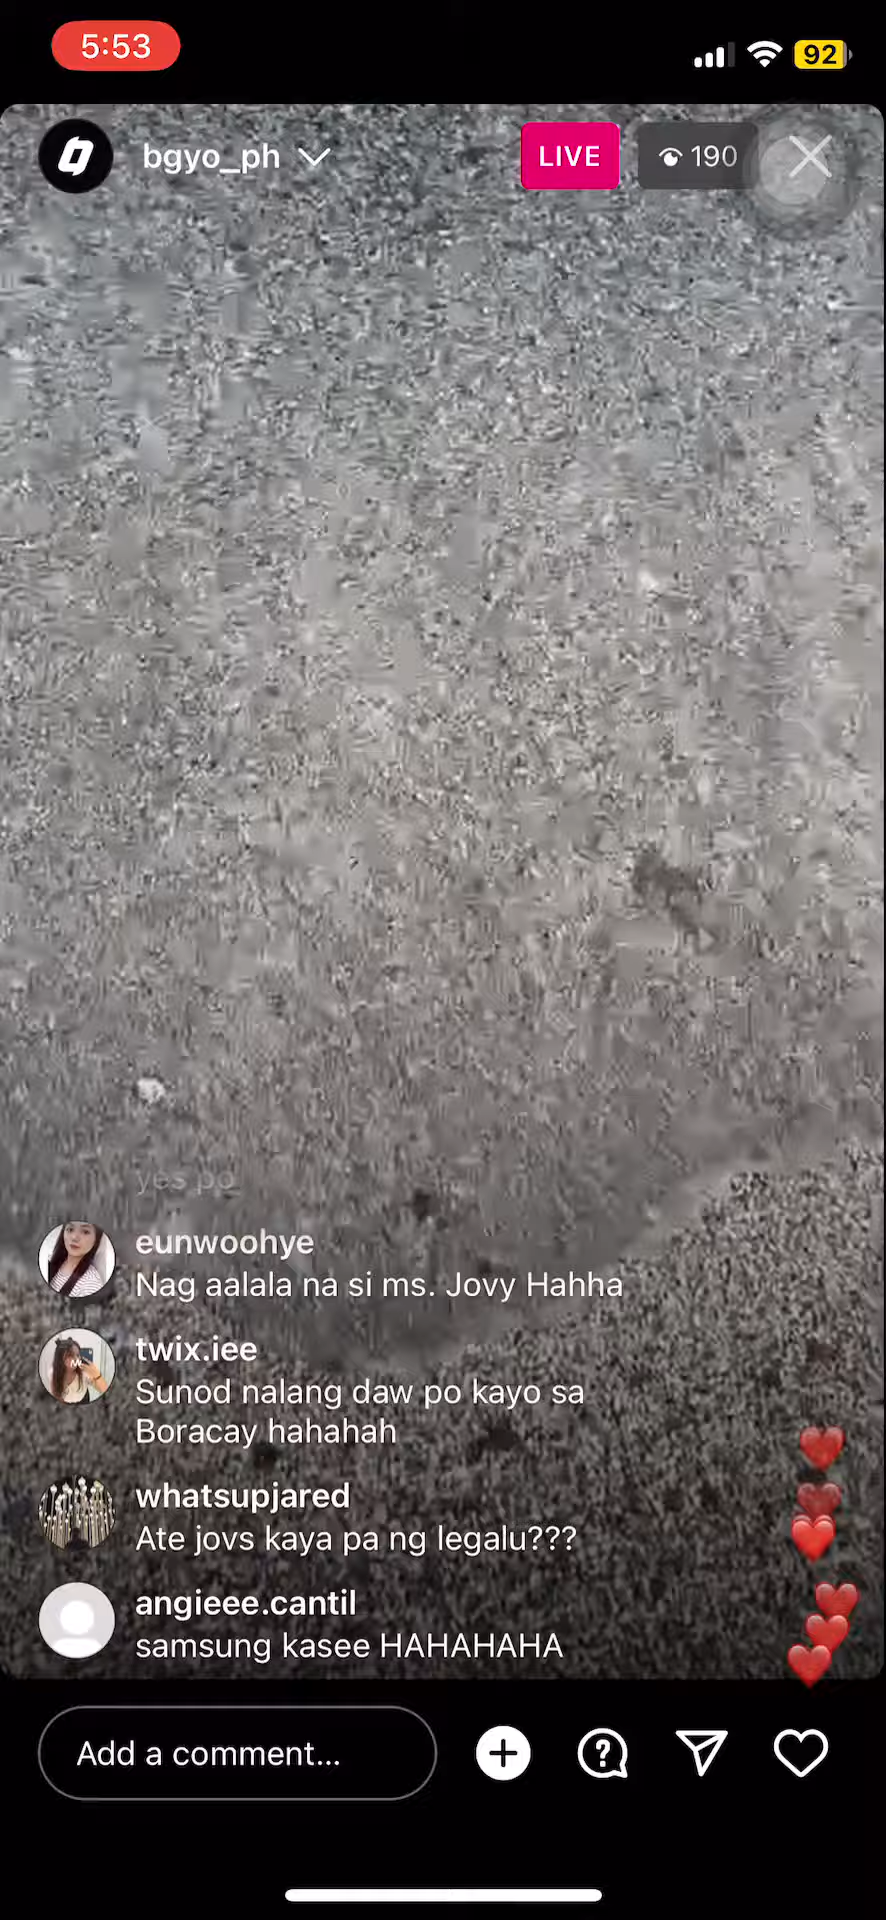 5:53
92
bgyo_ph
LIVE
190
yes po
eunwoohye
Nag aalala na si ms. Jovy Hahha
twix.iee
Sunod nalang daw po kayo sa
Boracay hahahah
whatsupjared
Ate jovs kaya pa ng legalu???
angieee.cantil
samsung kasee HAHAHAHA
Add a comment...